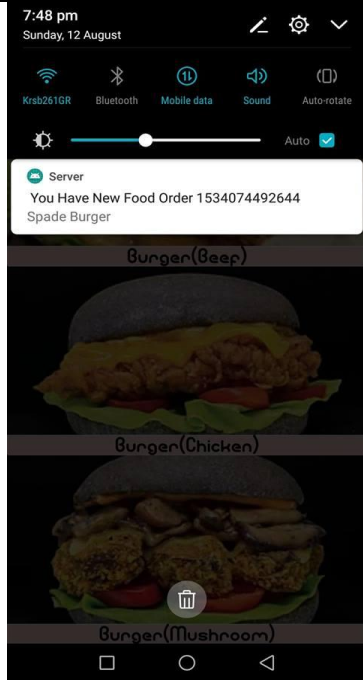 7:48 pm
Sunday, 12 August
Krsb261GR
Bluetooth
Mobile data
Sound
Auto-rotate
Auto
Server
You Have New Food Order 1534074492644
Spade Burger
Burger(Beep)
Burger(Chicken)
Burger(Mushroom)